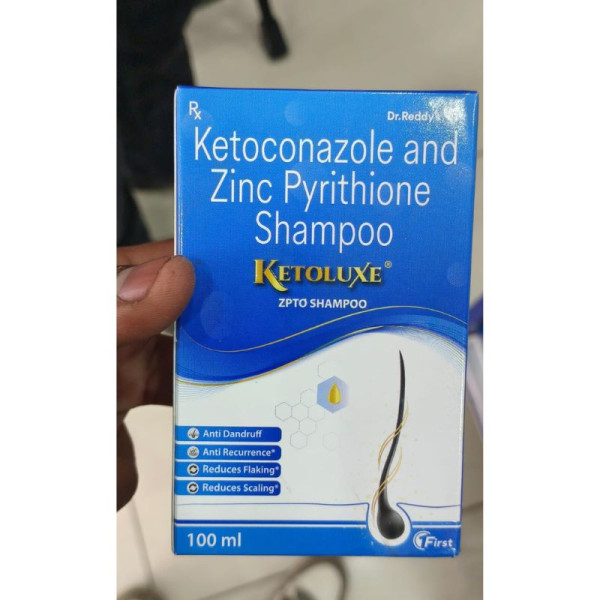 Rx
Dr.Reddy's
Ketoconazole and
Zinc Pyrithione
Shampoo
KETOLUXE®
ZPTO SHAMPOO
Anti Dandruff
Anti Recurrence*
Reduces Flaking*
Reduces Scaling*
100 ml
First